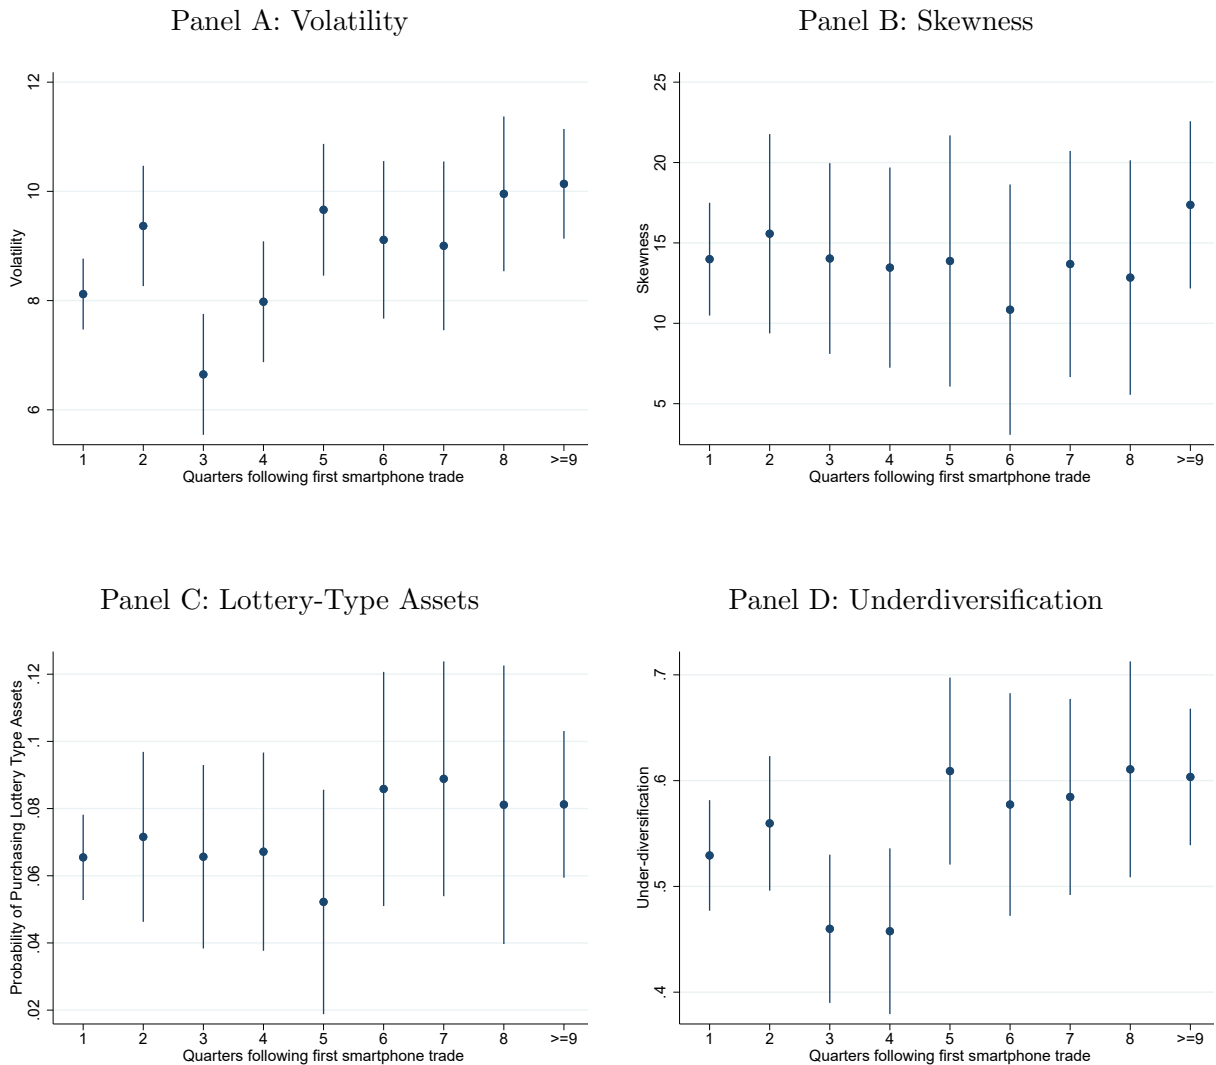 Panel A: Volatility
12
10
8
6
Volatility
1 2 3 4 5 6 7 8 >=9
Quarters following first smartphone trade
Panel B: Skewness
25
20
15
10
5
Skewness
1 2 3 4 5 6 7 8 >=9
Quarters following first smartphone trade
Panel C: Lottery-Type Assets
.12
.1
.08
.06
.04
.02
Probability of Purchasing Lottery Type Assets
1 2 3 4 5 6 7 8 >=9
Quarters following first smartphone trade
Panel D: Underdiversification
.7
.6
.5
.4
Under-diversification
1 2 3 4 5 6 7 8 >=9
Quarters following first smartphone trade